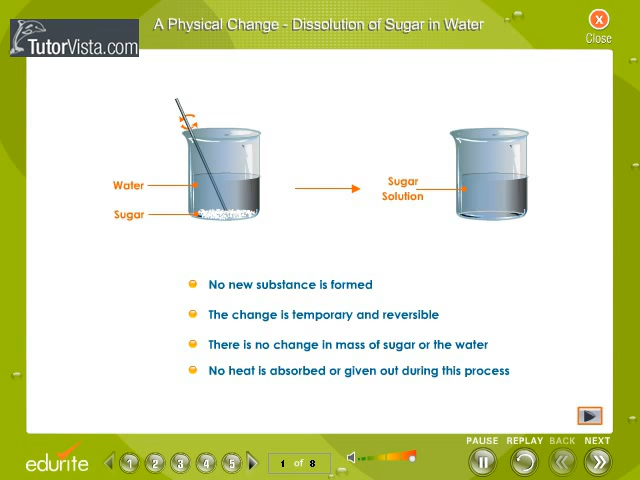 A Physical Change - Dissolution of Sugar in Water
TutorVista.com
X
Close
Water
Sugar
Sugar
Solution
No new substance is formed
The change is temporary and reversible
There is no change in mass of sugar or the water
No heat is absorbed or given out during this process
PAUSE REPLAY BACK NEXT
edurite
1 2 3 4 5
1 of 8